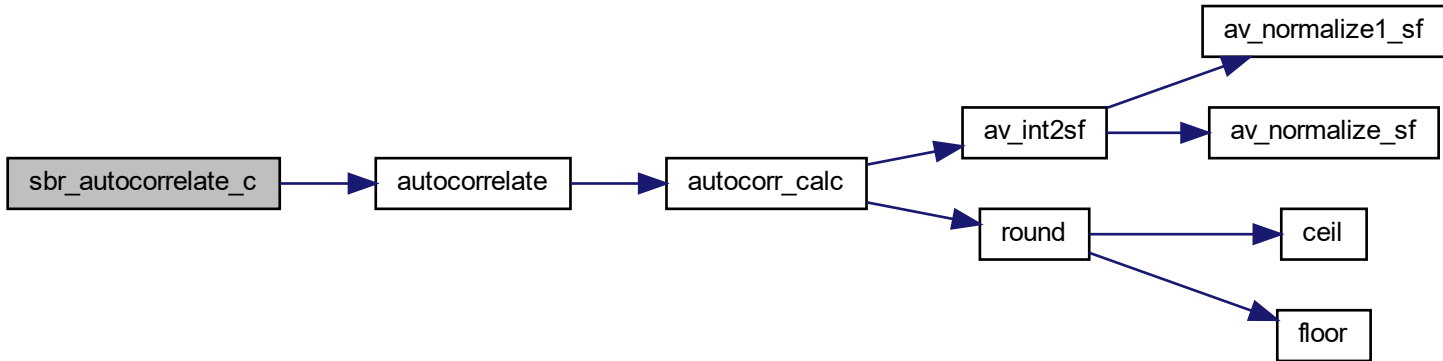 sbr_autocorrelate_c
autocorrelate
autocorr_calc
av_int2sf
av_normalize1_sf
av_normalize_sf
round
ceil
floor